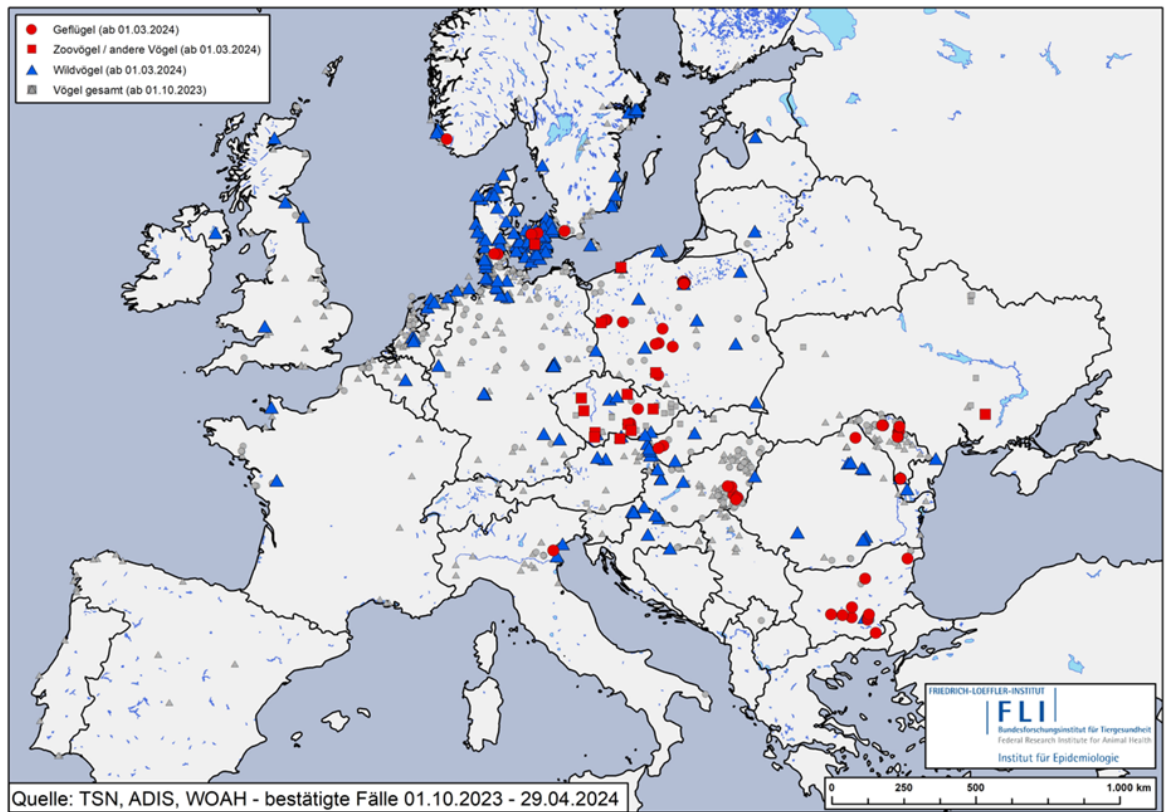 Geflügel (ab 01.03.2024)
Zoovögel / andere Vögel (ab 01.03.2024)
Wildvögel (ab 01.03.2024)
Vögel gesamt (ab 01.10.2023)
FRIEDRICH-LOEFFLER-INSTITUT
FLI
Bundesforschungsinstitut für Tiergesundheit
Federal Research Institute for Animal Health
Institut für Epidemiologie
Quelle: TSN, ADIS, WOAH - bestätigte Fälle 01.10.2023 - 29.04.2024
0 250 500 1.000 km